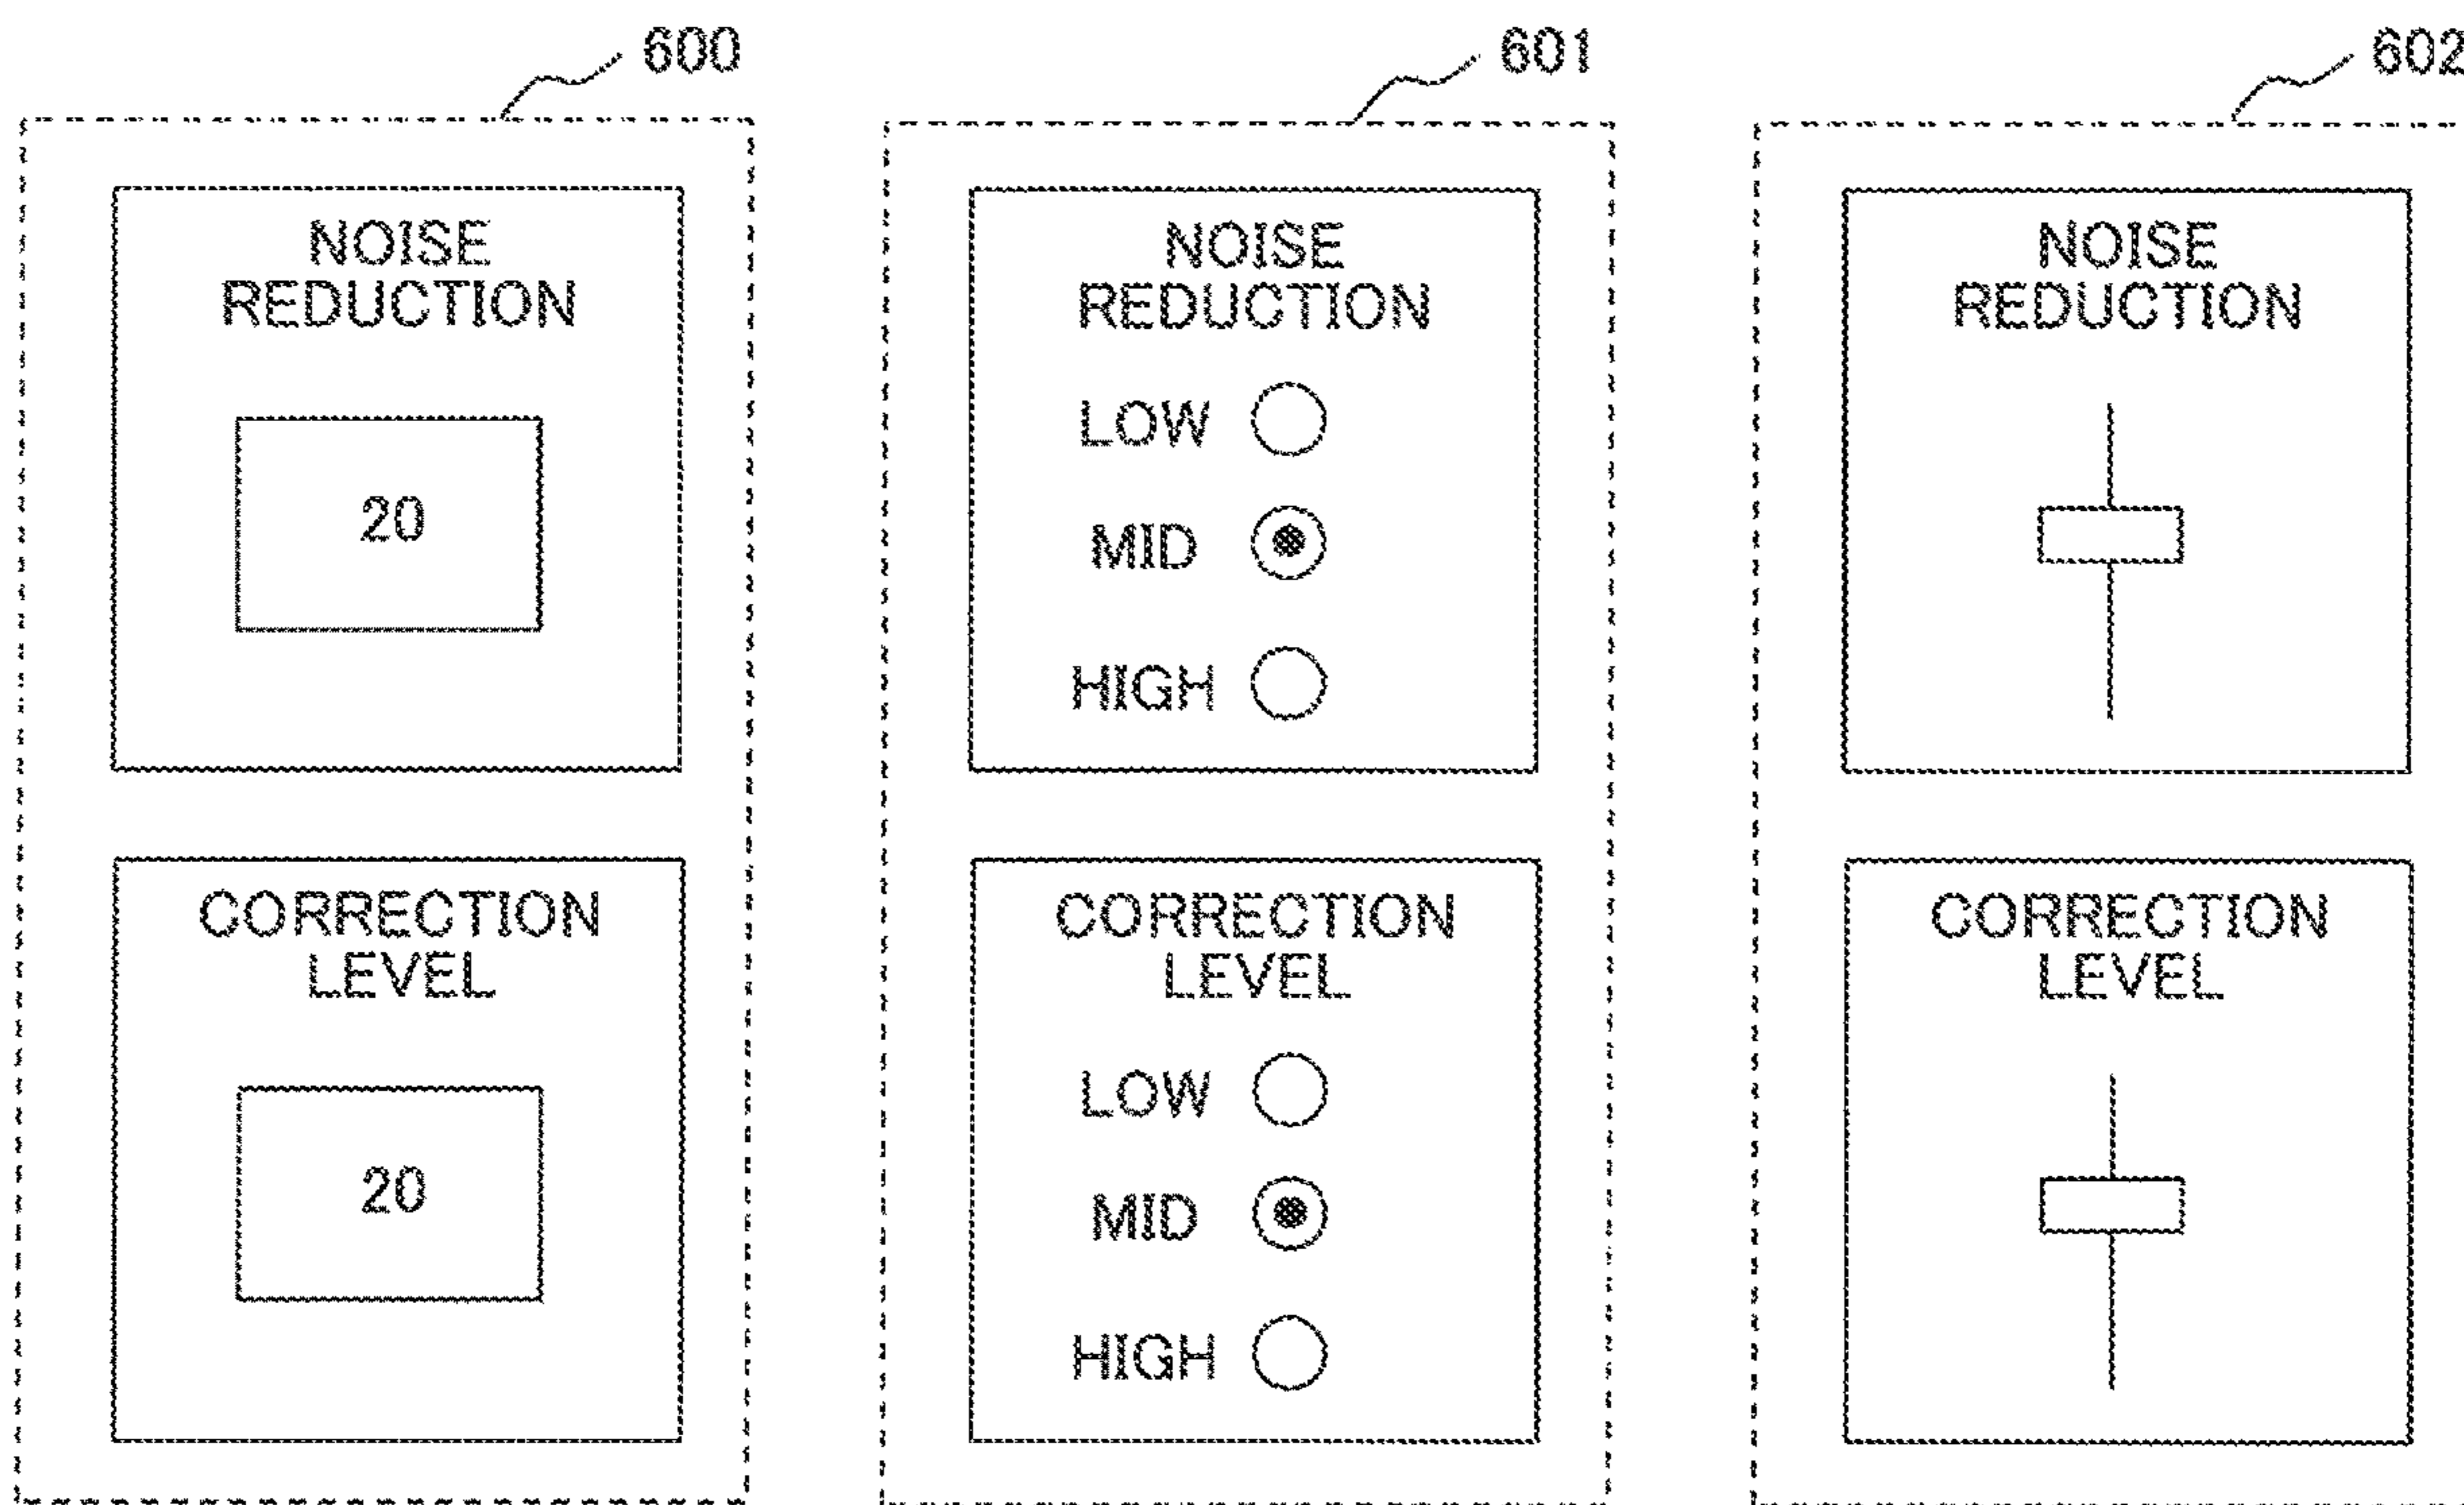 600
NOISE
REDUCTION
20
CORRECTION
LEVEL
20
601
NOISE
REDUCTION
LOW
MID
HIGH
CORRECTION
LEVEL
LOW
MID
HIGH
602
NOISE
REDUCTION
CORRECTION
LEVEL